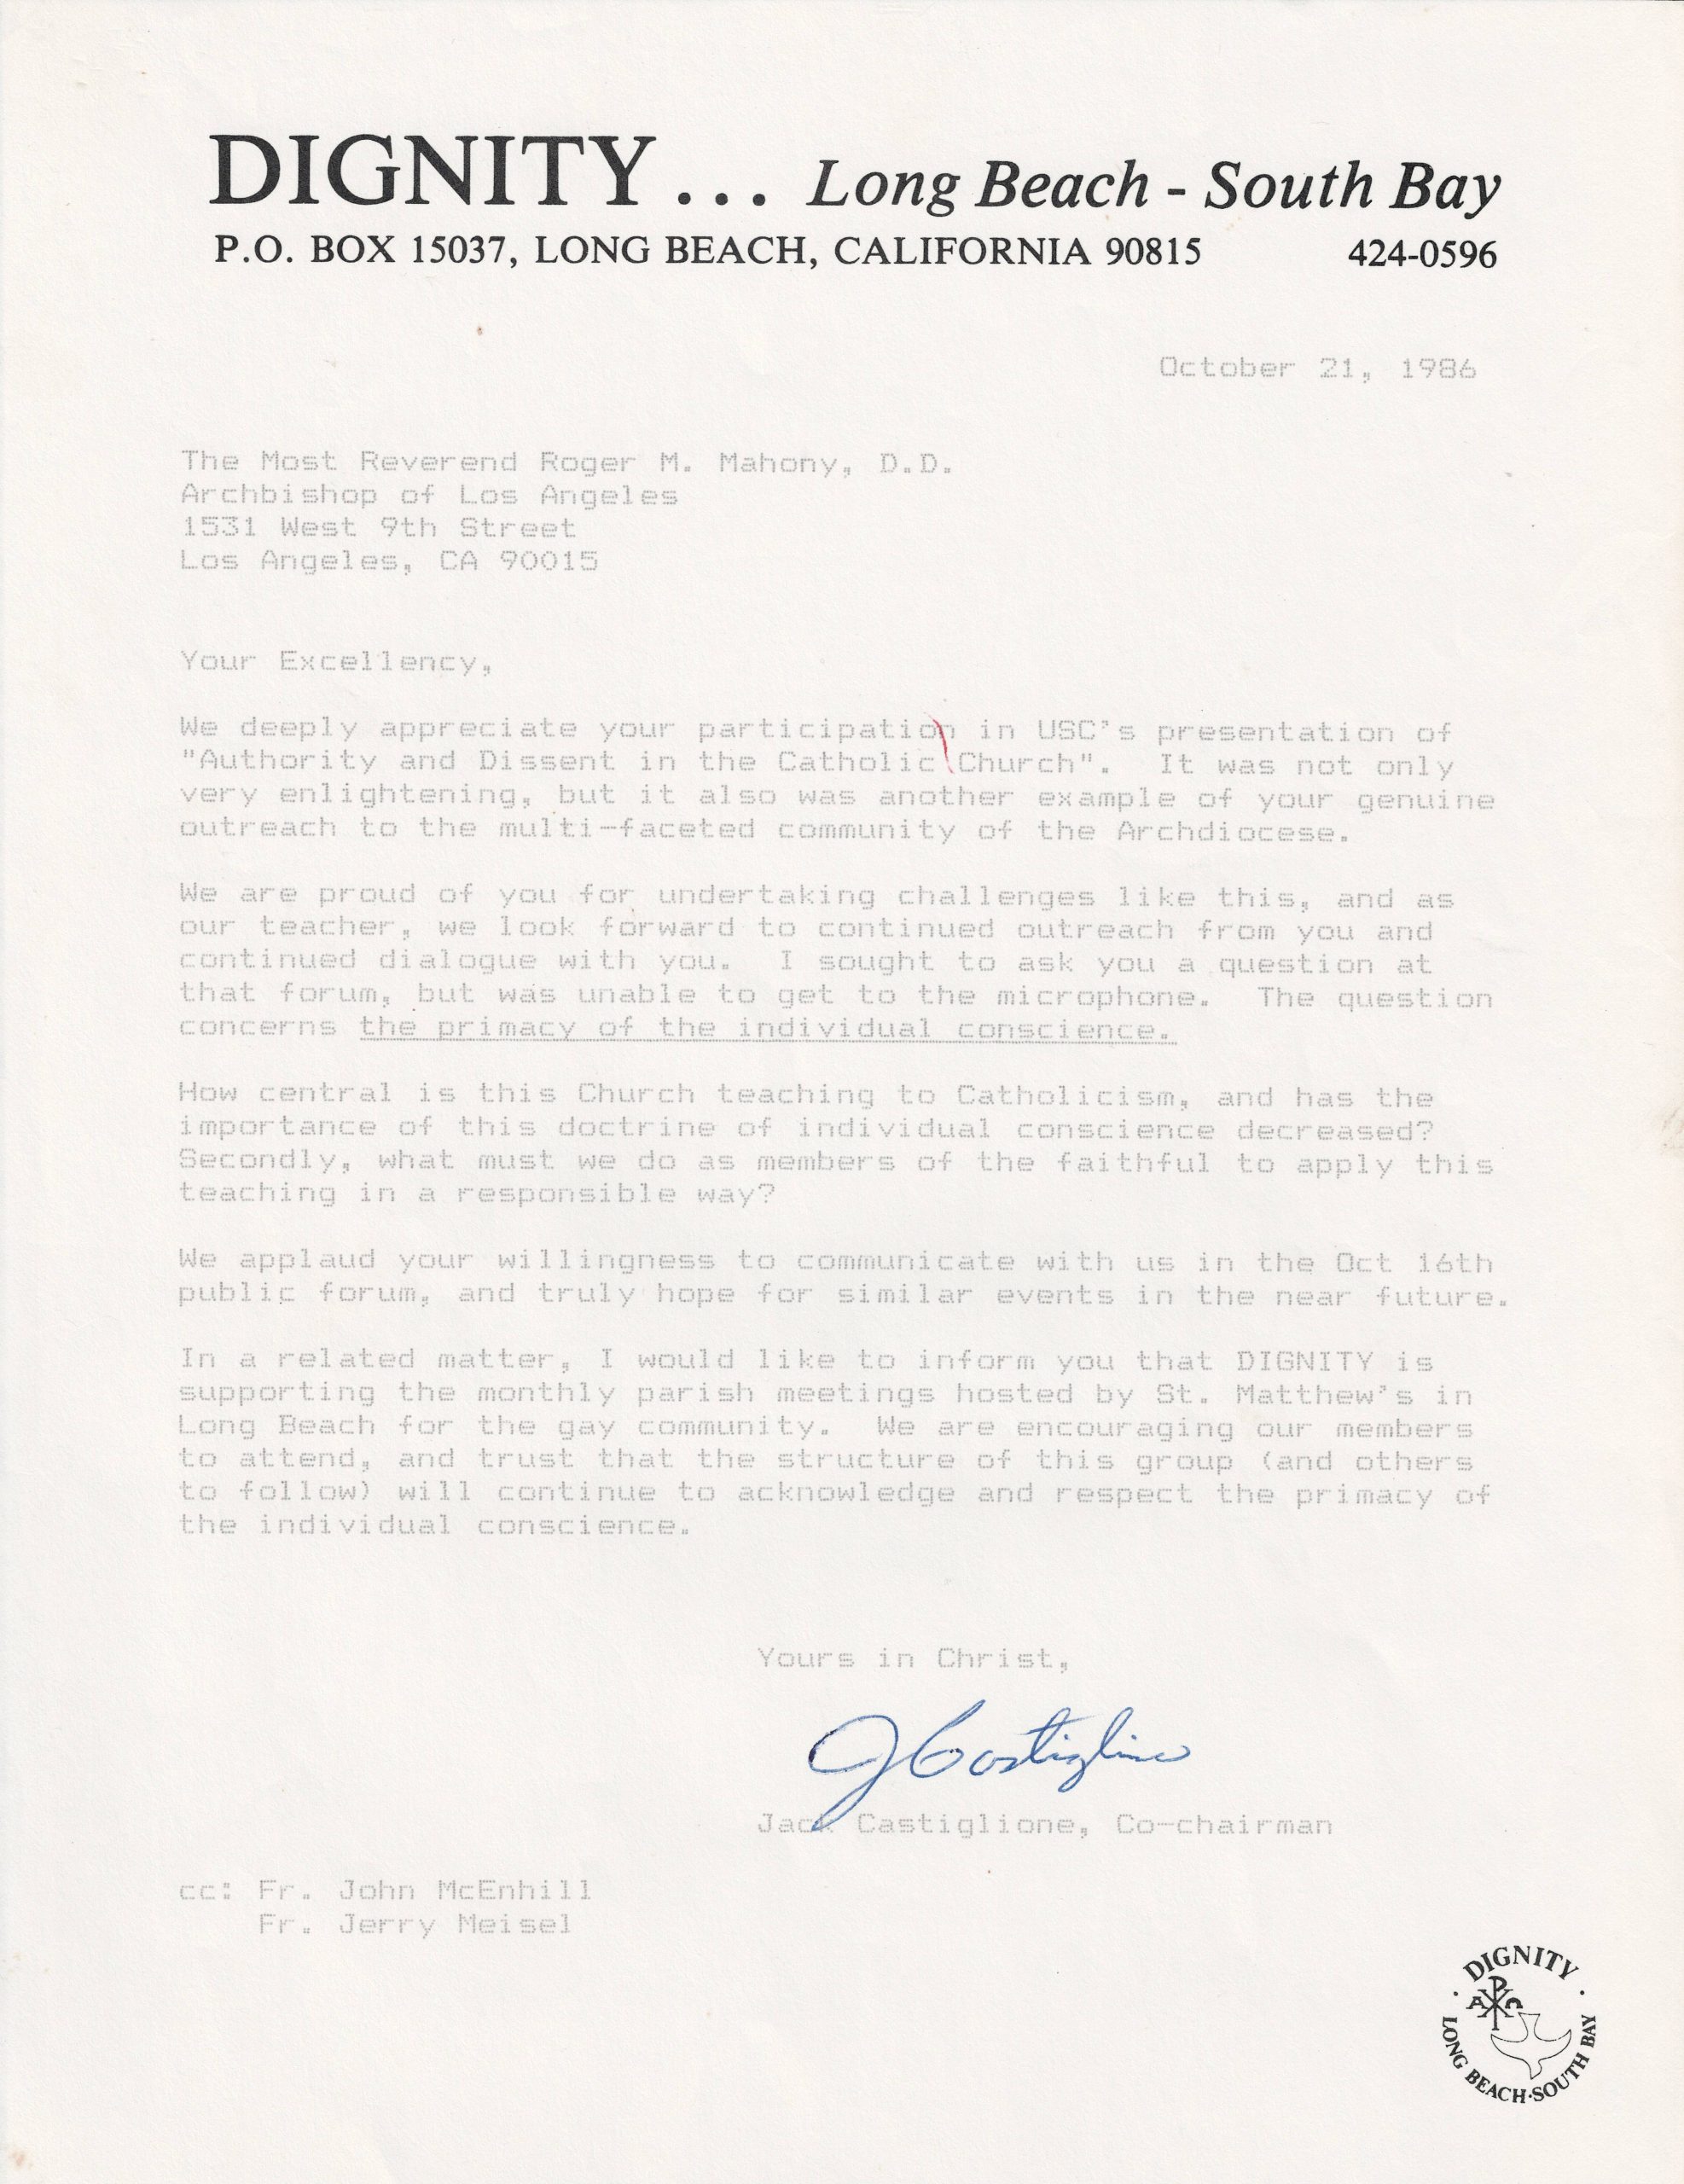 DIGNITY... Long Beach - South Bay
P.O. BOX 15037, LONG BEACH, CALIFORNIA 90815 424-0596
October 21, 1986
The Most Reverend Roger M. Mahony, D.D.
Archbishop of Los Angeles
1531 West 9th Street
Los Angeles, CA 90015
Your Excellency,
We deeply appreciate your participation in USC's presentation of
"Authority and Dissent in the Catholic Church".  It was not only
very enlightening, but it also was another example of your genuine
outreach to the multi-faceted community of the Archdiocese.
We are proud of you for undertaking challenges like this, and as
our teacher, we look forward to continued outreach from you and
continued dialogue with you.  I sought to ask you a question at
that forum, but was unable to get to the microphone.  The question
concerns the primacy of the individual conscience.
How central is this Church teaching to Catholicism, and has the
importance of this doctrine of individual conscience decreased?
Secondly, what must we do as members of the faithful to apply this
teaching in a responsible way?
We applaud your willingness to communicate with us in the Oct 16th
public forum, and truly hope for similar events in the near future.
In a related matter, I would like to inform you that DIGNITY is
supporting the monthly parish meetings hosted by St. Matthew's in
Long Beach for the gay community.  We are encouraging our members
to attend, and trust that the structure of this group (and others
to follow) will continue to acknowledge and respect the primacy of
the individual conscience.
Yours in Christ,
J Castiglione
Jack Castiglione, Co-chairman
cc: Fr. John McEnhill
Fr. Jerry Meisel
DIGNITY
LONG BEACH·SOUTH BAY